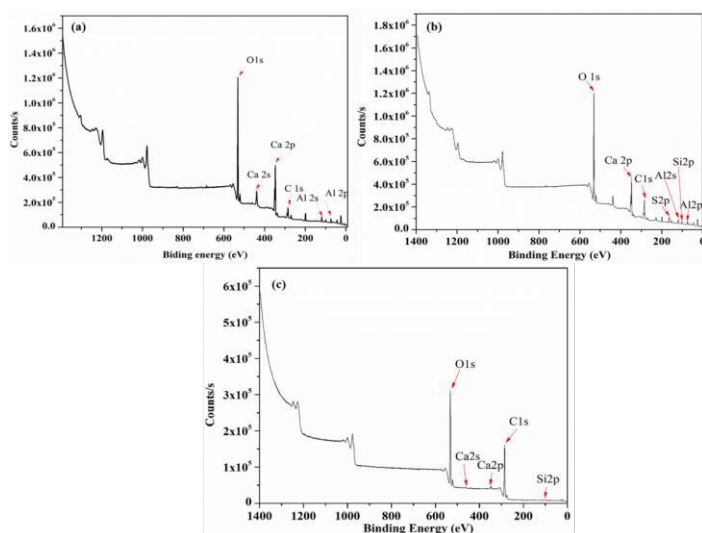 (a)
1.6x10⁶
1.4x10⁶
1.2x10⁶
1.0x10⁶
8.0x10⁵
6.0x10⁵
4.0x10⁵
2.0x10⁵
0.0
Counts/s
O1s
Ca 2p
Ca 2s
C 1s
Al 2s
Al 2p
1200 1000 800 600 400 200 0
Biding energy (eV)
(b)
1.8x10⁶
1.6x10⁶
1.4x10⁶
1.2x10⁶
1.0x10⁶
8.0x10⁵
6.0x10⁵
4.0x10⁵
2.0x10⁵
0.0
Counts/s
O 1s
Ca 2p
C1s
S2p
Al2s
Si2p
Al2p
1400 1200 1000 800 600 400 200 0
Binding Energy (eV)
(c)
6x10⁵
5x10⁵
4x10⁵
3x10⁵
2x10⁵
1x10⁵
0
Counts/s
O1s
C1s
Ca2s
Ca2p
Si2p
1400 1200 1000 800 600 400 200 0
Binding Energy (eV)